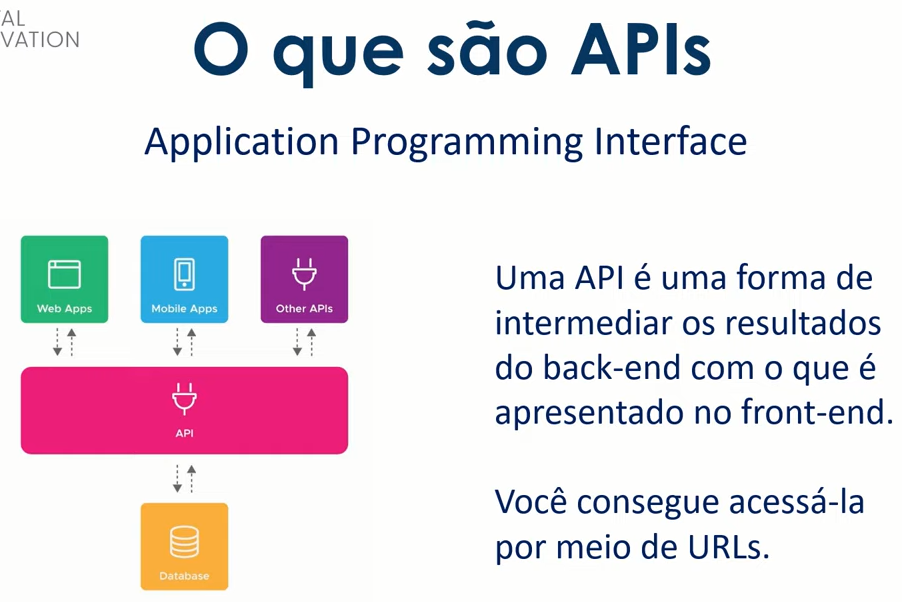 AL
VATION
O que são APIs
Application Programming Interface
Web Apps
Mobile Apps
Other APIs
API
Database
Uma API é uma forma de
intermediar os resultados
do back-end com o que é
apresentado no front-end.
Você consegue acessá-la
por meio de URLs.